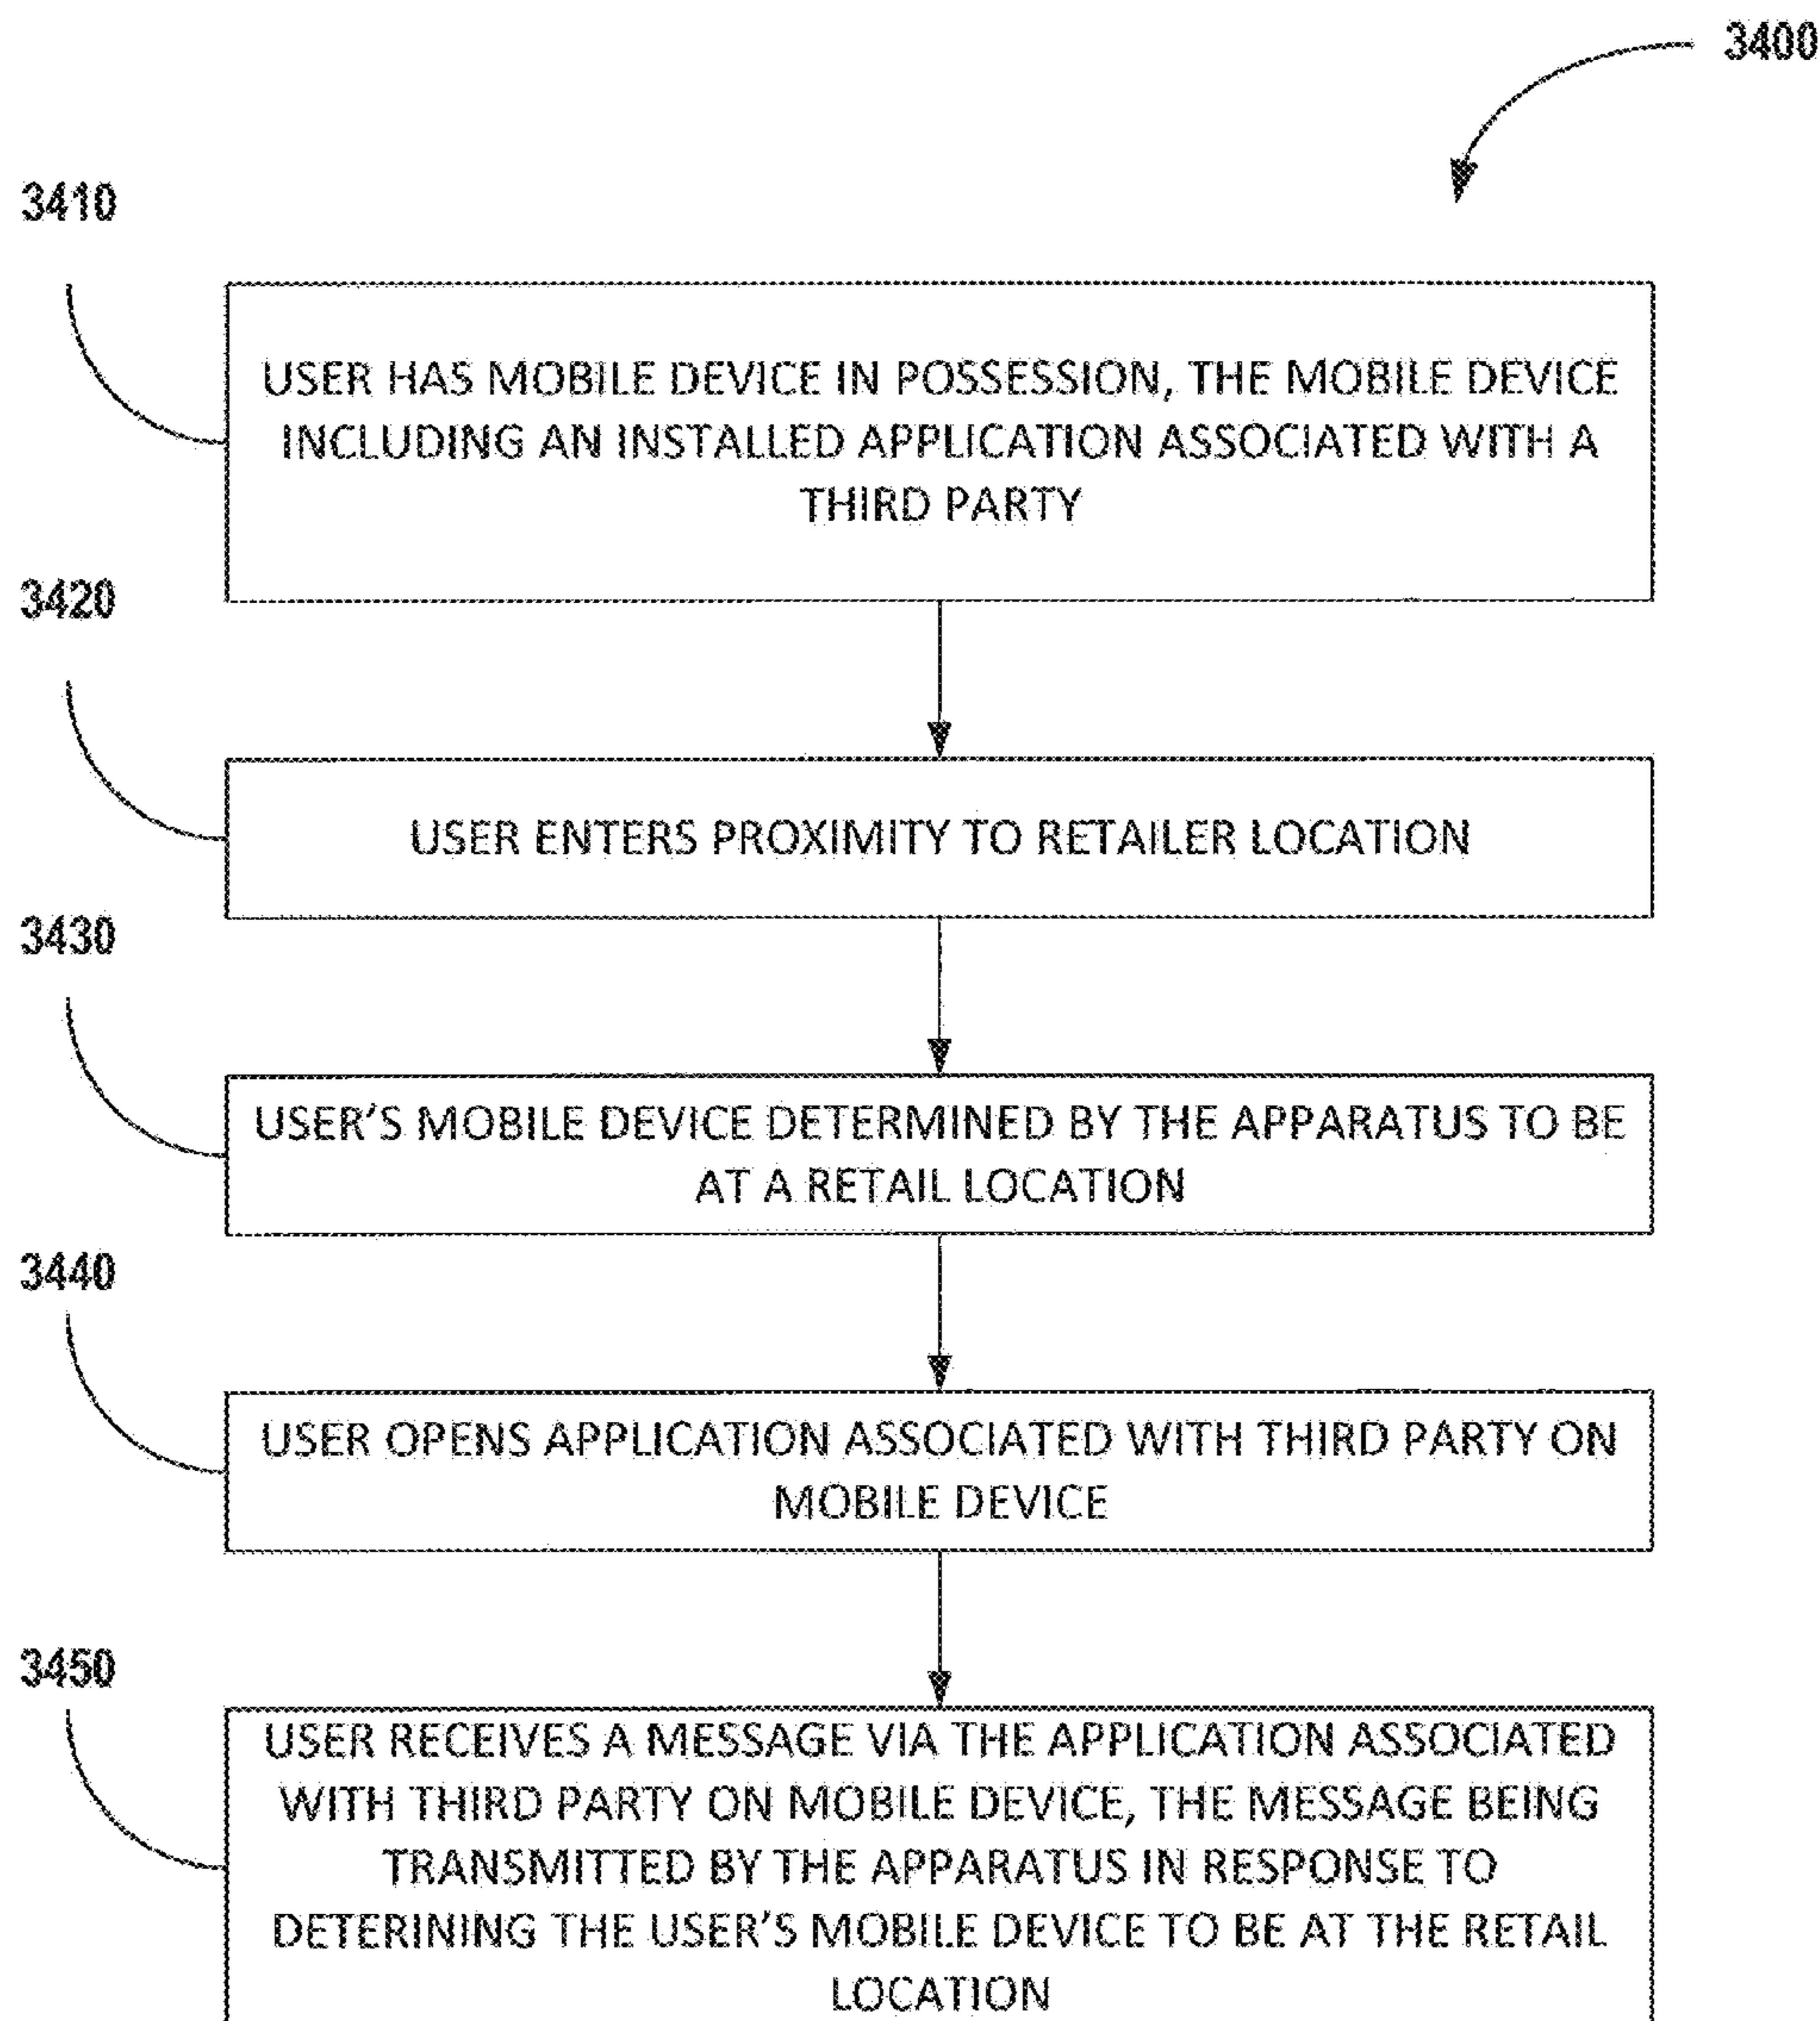 3400
3410
USER HAS MOBILE DEVICE IN POSSESSION, THE MOBILE DEVICE
INCLUDING AN INSTALLED APPLICATION ASSOCIATED WITH A
THIRD PARTY
3420
USER ENTERS PROXIMITY TO RETAILER LOCATION
3430
USER'S MOBILE DEVICE DETERMINED BY THE APPARATUS TO BE
AT A RETAIL LOCATION
3440
USER OPENS APPLICATION ASSOCIATED WITH THIRD PARTY ON
MOBILE DEVICE
3450
USER RECEIVES A MESSAGE VIA THE APPLICATION ASSOCIATED
WITH THIRD PARTY ON MOBILE DEVICE, THE MESSAGE BEING
TRANSMITTED BY THE APPARATUS IN RESPONSE TO
DETERINING THE USER'S MOBILE DEVICE TO BE AT THE RETAIL
LOCATION